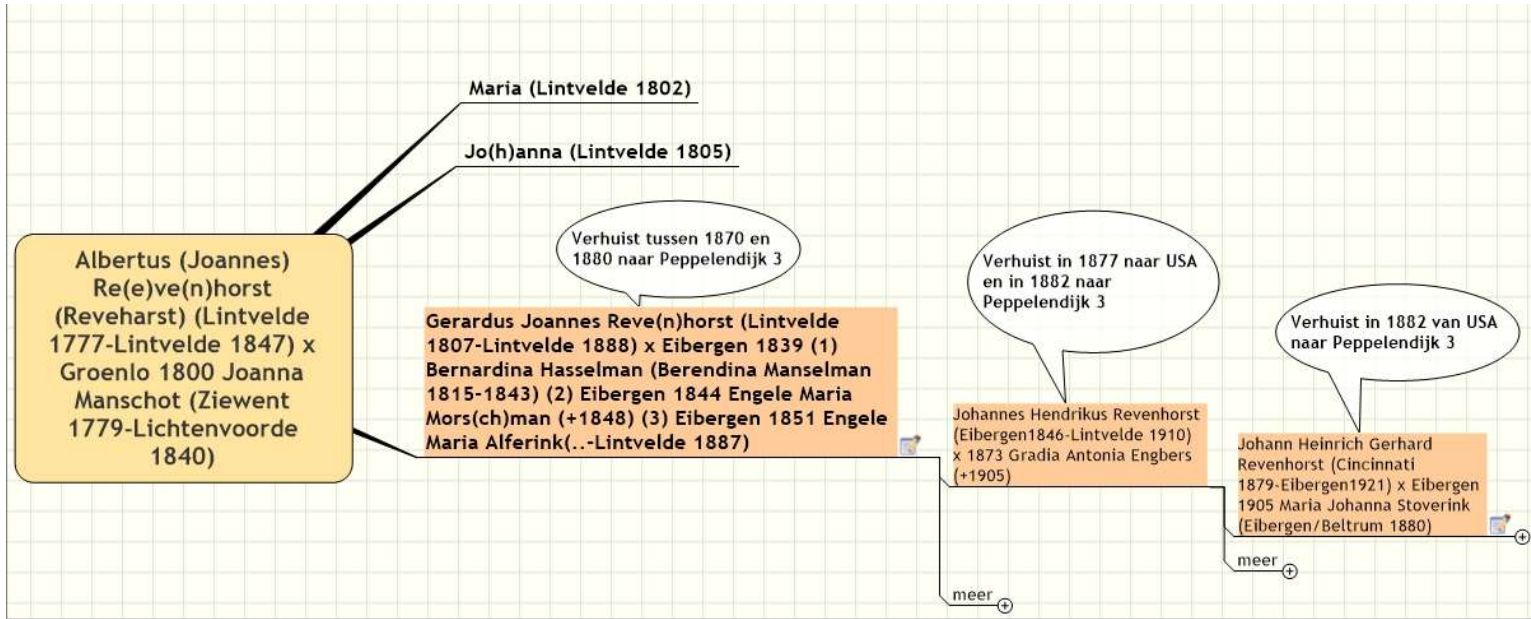 Maria (Lintvelde 1802)
Jo(h)anna (Lintvelde 1805)
Albertus (Joannes)
Re(e)ve(n)horst
(Reveharst) (Lintvelde
1777-Lintvelde 1847) x
Groenlo 1800 Joanna
Manschot (Ziewent
1779-Lichtenvoorde
1840)
Verhuist tussen 1870 en
1880 naar Peppelendijk 3
Gerardus Joannes Reve(n)horst (Lintvelde
1807-Lintvelde 1888) x Eibergen 1839 (1)
Bernardina Hasselman (Berendina Manselman
1815-1843) (2) Eibergen 1844 Engele Maria
Mors(ch)man (+1848) (3) Eibergen 1851 Engele
Maria Alferink(..-Lintvelde 1887)
Verhuist in 1877 naar USA
en in 1882 naar
Peppelendijk 3
Johannes Hendrikus Revenhorst
(Eibergen1846-Lintvelde 1910)
x 1873 Gradia Antonia Engbers
(+1905)
Verhuist in 1882 van USA
naar Peppelendijk 3
Johann Heinrich Gerhard
Revenhorst (Cincinnati
1879-Eibergen1921) x Eibergen
1905 Maria Johanna Stoverink
(Eibergen/Beltrum 1880)
meer
meer